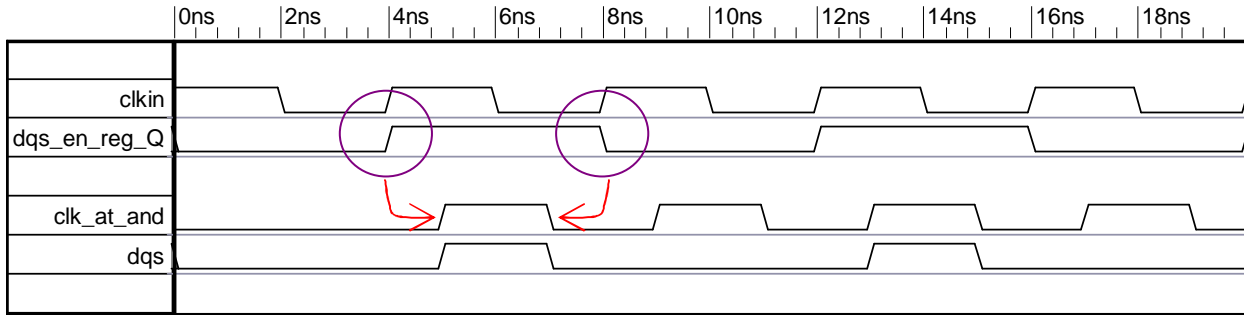 0ns 2ns 4ns 6ns 8ns 10ns 12ns 14ns 16ns 18ns
clkin
dqs_en_reg_Q
clk_at_and
dqs